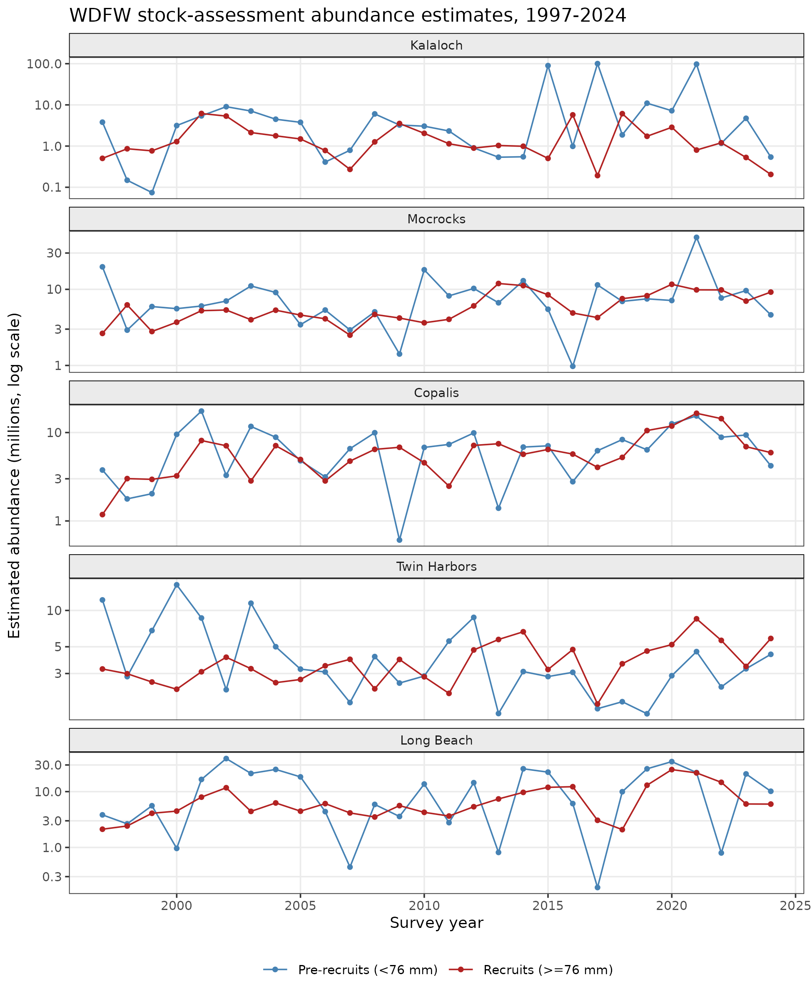 WDFW stock-assessment abundance estimates, 1997-2024
Estimated abundance (millions, log scale)
Kalaloch
100.0
10.0
1.0
0.1
Mocrocks
30
10
3
1
Copalis
10
3
1
Twin Harbors
10
5
3
Long Beach
30.0
10.0
3.0
1.0
0.3
2000 2005 2010 2015 2020 2025
Survey year
Pre-recruits (<76 mm) Recruits (>=76 mm)